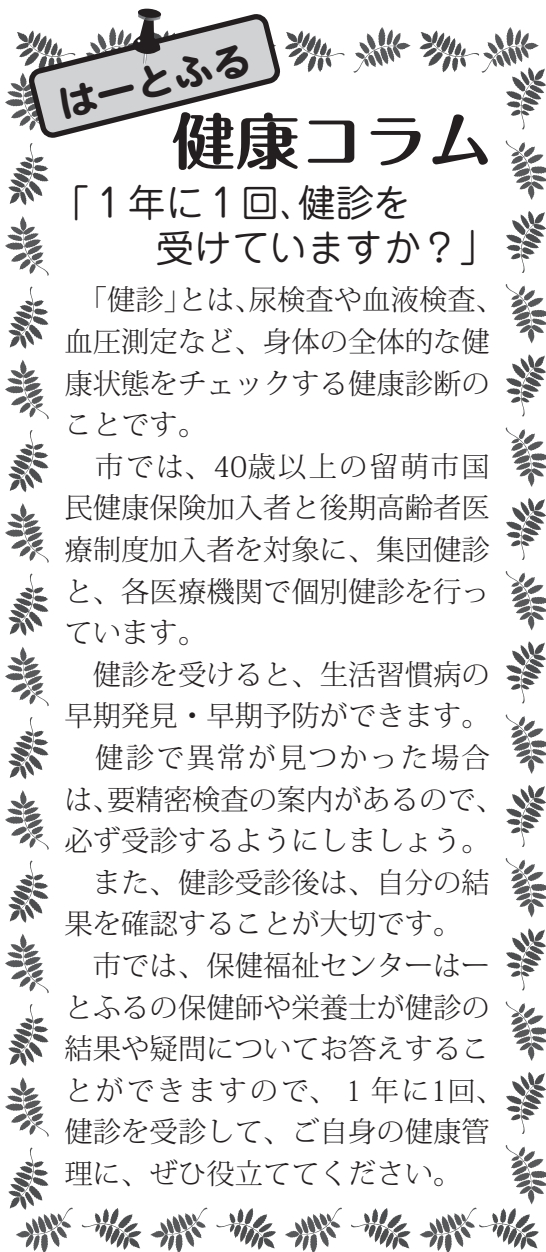 はーとふる
健康コラム
「１年に１回、健診を
受けていますか？」
「健診」とは、尿検査や血液検査、
血圧測定など、身体の全体的な健
康状態をチェックする健康診断の
ことです。
市では、40歳以上の留萌市国
民健康保険加入者と後期高齢者医
療制度加入者を対象に、集団健診
と、各医療機関で個別健診を行っ
ています。
健診を受けると、生活習慣病の
早期発見・早期予防ができます。
健診で異常が見つかった場合
は、要精密検査の案内があるので、
必ず受診するようにしましょう。
また、健診受診後は、自分の結
果を確認することが大切です。
市では、保健福祉センターはー
とふるの保健師や栄養士が健診の
結果や疑問についてお答えするこ
とができますので、１年に1回、
健診を受診して、ご自身の健康管
理に、ぜひ役立ててください。